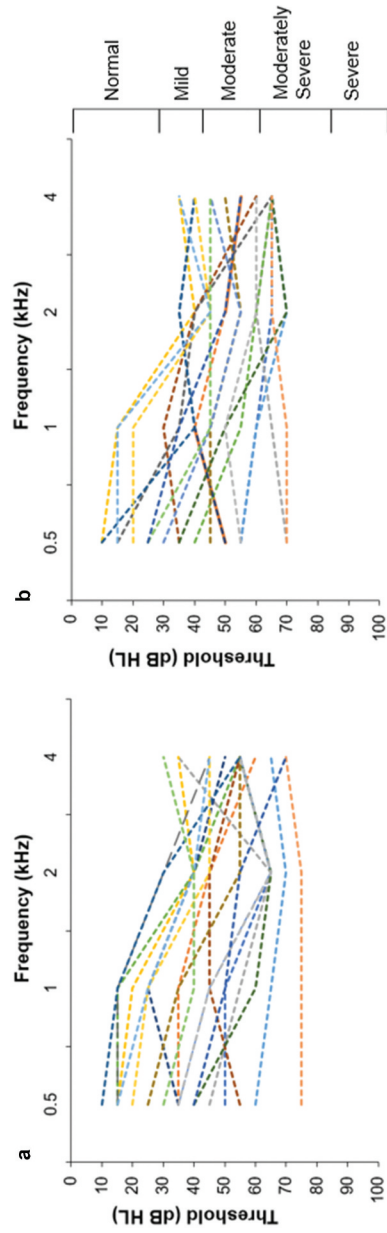 a
Frequency (kHz)
0.5 1 2 4
Threshold (dB HL)
0
10
20
30
40
50
60
70
80
90
100
b
Frequency (kHz)
0.5 1 2 4
Threshold (dB HL)
0
10
20
30
40
50
60
70
80
90
100
Normal
Mild
Moderate
Moderately
Severe
Severe